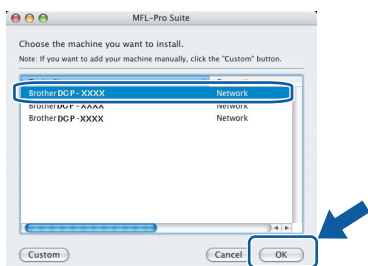 MFL-Pro Suite
Choose the machine you want to install.
Note: If you want to add your machine manually, click the "Custom" button.
Brother DCP-XXXX Network
Brother DCP-XXXX Network
Brother DCP-XXXX Network
Custom Cancel OK